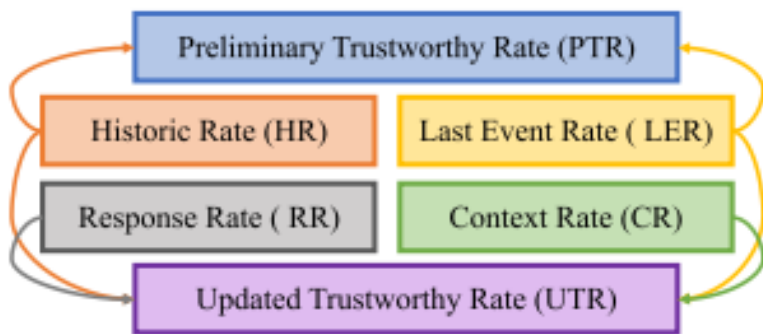 Preliminary Trustworthy Rate (PTR)
Historic Rate (HR)
Last Event Rate ( LER)
Response Rate ( RR)
Context Rate (CR)
Updated Trustworthy Rate (UTR)